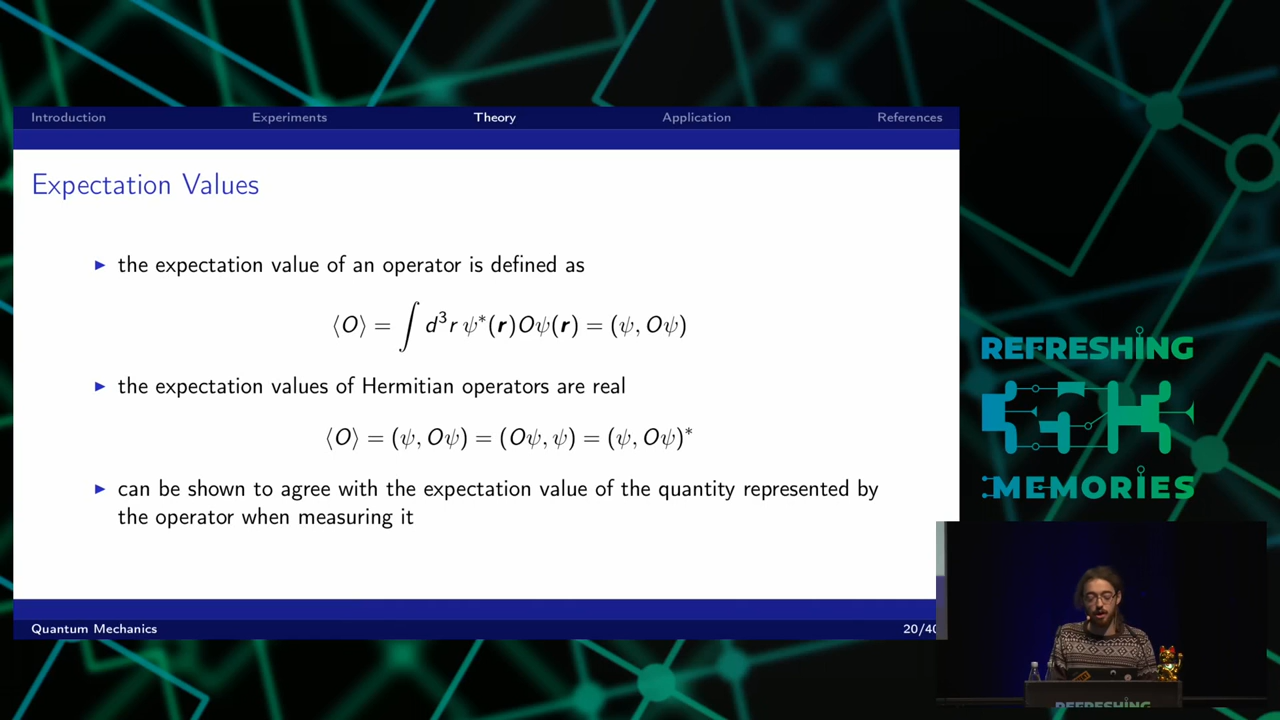 Introduction Experiments Theory Application References
Expectation Values
▶ the expectation value of an operator is defined as
⟨O⟩ = ∫ d³r ψ*(r)Oψ(r) = (ψ, Oψ)
▶ the expectation values of Hermitian operators are real
⟨O⟩ = (ψ, Oψ) = (Oψ, ψ) = (ψ, Oψ)*
▶ can be shown to agree with the expectation value of the quantity represented by
the operator when measuring it
Quantum Mechanics 20/40
REFRESHING
MEMORIES
REFRESHING